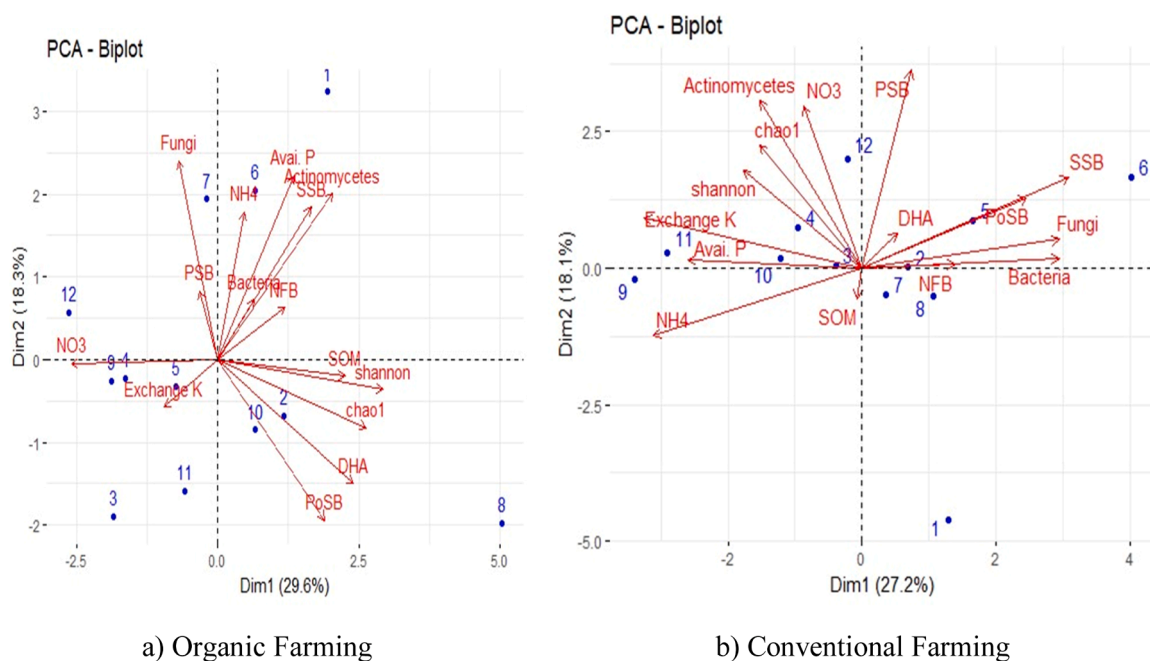 PCA - Biplot
1
Fungi
Avai. P
7
6
Actinomycetes
NH4
SSB
PSB
Bacteria
NFB
12
NO3
SOM
9 4
5
shannon
Exchange K
2
chao1
10
11
DHA
3
PoSB
8
3
2
1
0
-1
-2
Dim2 (18.3%)
-2.5 0.0 2.5 5.0
Dim1 (29.6%)
a) Organic Farming
PCA - Biplot
Actinomycetes
NO3
PSB
chao1
12
SSB
6
shannon
5
Exchange K
4
DHA
PoSB
Fungi
11
Avai. P
3
2
10
Bacteria
9
7
NFB
8
NH4
SOM
1
2.5
0.0
-2.5
-5.0
Dim2 (18.1%)
-2 0 2 4
Dim1 (27.2%)
b) Conventional Farming